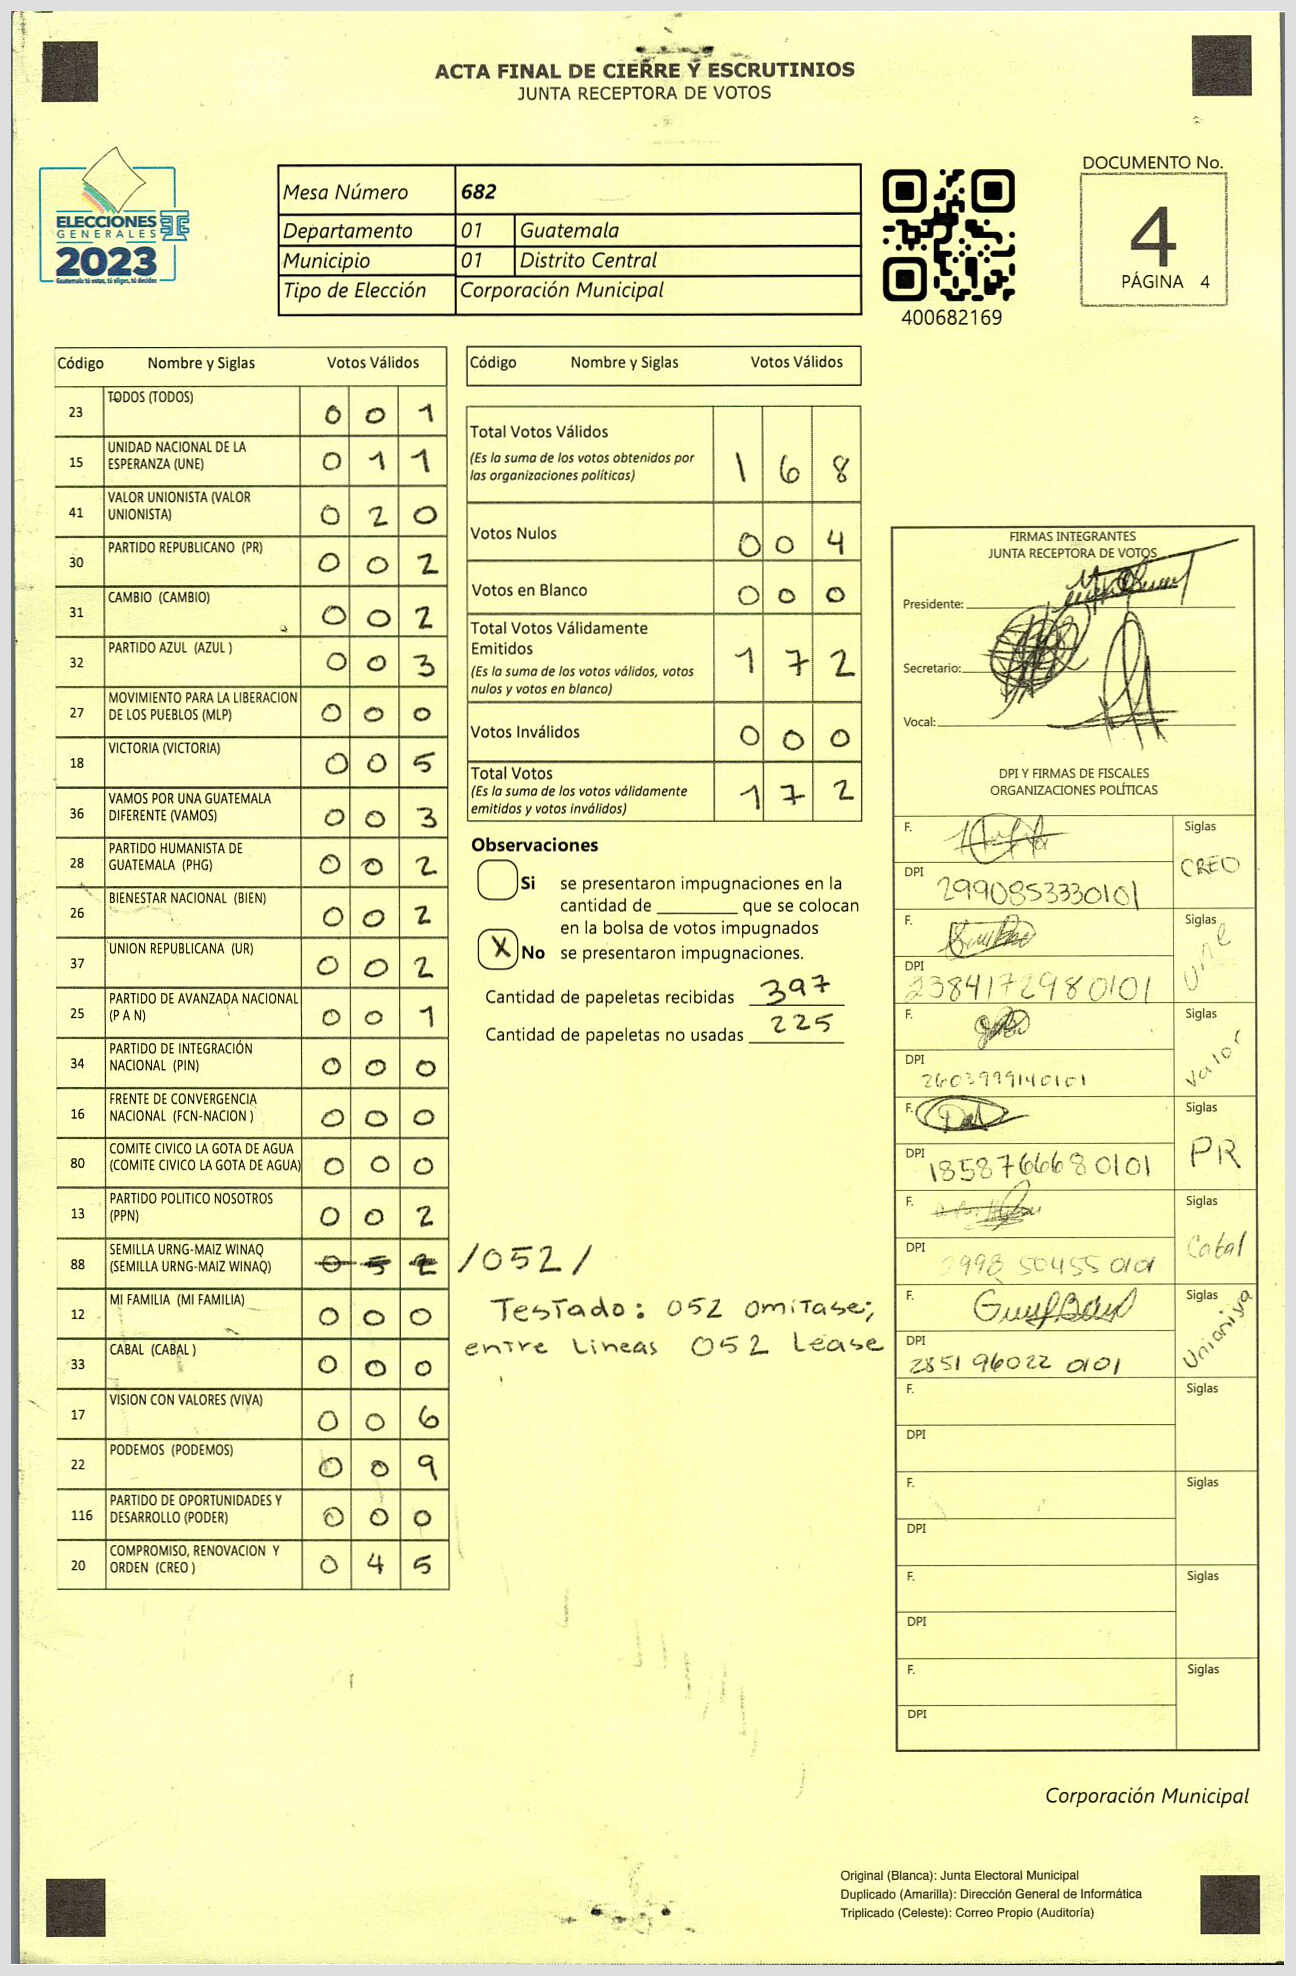 ACTA FINAL DE CIERRE Y ESCRUTINIOS
JUNTA RECEPTORA DE VOTOS
ELECCIONES
GENERALES
2023
Guatemala tú votas, tú eliges, tú decides
Mesa Número 682
Departamento 01 Guatemala
Municipio 01 Distrito Central
Tipo de Elección Corporación Municipal
400682169
DOCUMENTO No.
4
PÁGINA 4
Código Nombre y Siglas Votos Válidos
23 TODOS (TODOS) 0 0 1
15 UNIDAD NACIONAL DE LA
ESPERANZA (UNE) 0 1 1
41 VALOR UNIONISTA (VALOR
UNIONISTA) 0 2 0
30 PARTIDO REPUBLICANO (PR) 0 0 2
31 CAMBIO (CAMBIO) 0 0 2
32 PARTIDO AZUL (AZUL ) 0 0 3
27 MOVIMIENTO PARA LA LIBERACION
DE LOS PUEBLOS (MLP) 0 0 0
18 VICTORIA (VICTORIA) 0 0 5
36 VAMOS POR UNA GUATEMALA
DIFERENTE (VAMOS) 0 0 3
28 PARTIDO HUMANISTA DE
GUATEMALA (PHG) 0 0 2
26 BIENESTAR NACIONAL (BIEN) 0 0 2
37 UNION REPUBLICANA (UR) 0 0 2
25 PARTIDO DE AVANZADA NACIONAL
(P A N) 0 0 1
34 PARTIDO DE INTEGRACIÓN
NACIONAL (PIN) 0 0 0
16 FRENTE DE CONVERGENCIA
NACIONAL (FCN-NACION ) 0 0 0
80 COMITE CIVICO LA GOTA DE AGUA
(COMITE CIVICO LA GOTA DE AGUA) 0 0 0
13 PARTIDO POLITICO NOSOTROS
(PPN) 0 0 2
88 SEMILLA URNG-MAIZ WINAQ
(SEMILLA URNG-MAIZ WINAQ) 0 5 2 /052/
12 MI FAMILIA (MI FAMILIA) 0 0 0
33 CABAL (CABAL ) 0 0 0
17 VISION CON VALORES (VIVA) 0 0 6
22 PODEMOS (PODEMOS) 0 0 9
116 PARTIDO DE OPORTUNIDADES Y
DESARROLLO (PODER) 0 0 0
20 COMPROMISO, RENOVACION Y
ORDEN (CREO ) 0 4 5
Código Nombre y Siglas Votos Válidos
Total Votos Válidos
(Es la suma de los votos obtenidos por
las organizaciones políticas) 1 6 8
Votos Nulos 0 0 4
Votos en Blanco 0 0 0
Total Votos Válidamente
Emitidos
(Es la suma de los votos válidos, votos
nulos y votos en blanco) 1 7 2
Votos Inválidos 0 0 0
Total Votos
(Es la suma de los votos válidamente
emitidos y votos inválidos) 1 7 2
Observaciones
Si se presentaron impugnaciones en la
cantidad de ________ que se colocan
en la bolsa de votos impugnados
X No se presentaron impugnaciones.
Cantidad de papeletas recibidas 397
Cantidad de papeletas no usadas 225
Testado: 052 omitase;
entre lineas 052 Lease
FIRMAS INTEGRANTES
JUNTA RECEPTORA DE VOTOS
Presidente:
Secretario:
Vocal:
DPI Y FIRMAS DE FISCALES
ORGANIZACIONES POLÍTICAS
F. Siglas
DPI 2990853330101 CREO
F. Siglas
DPI 2384172980101 Une
F. Siglas
DPI 2603999140101 Valor
F. Siglas
DPI 1858766680101 PR
F. Siglas
DPI Cabal
F. Siglas
DPI 2851 96022 0101
F. Siglas
DPI
F. Siglas
DPI
F. Siglas
DPI
F. Siglas
DPI
Corporación Municipal
Original (Blanca): Junta Electoral Municipal
Duplicado (Amarilla): Dirección General de Informática
Triplicado (Celeste): Correo Propio (Auditoría)